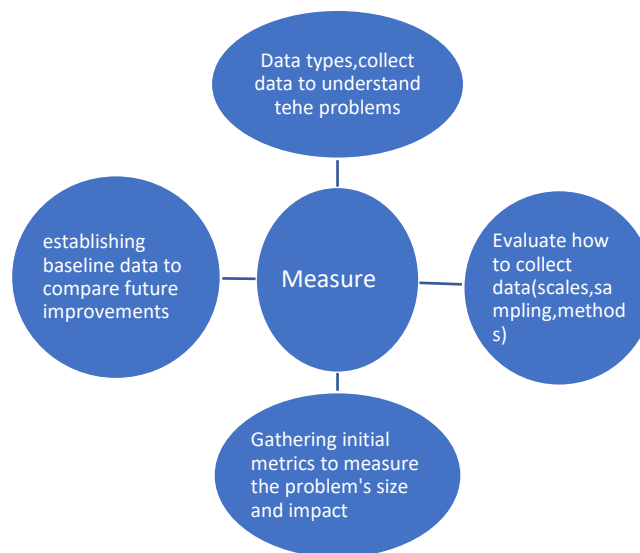 Data types,collect
data to understand
tehe problems
establishing
baseline data to
compare future
improvements
Measure
Evaluate how
to collect
data(scales,sa
mpling,method
s)
Gathering initial
metrics to measure
the problem's size
and impact